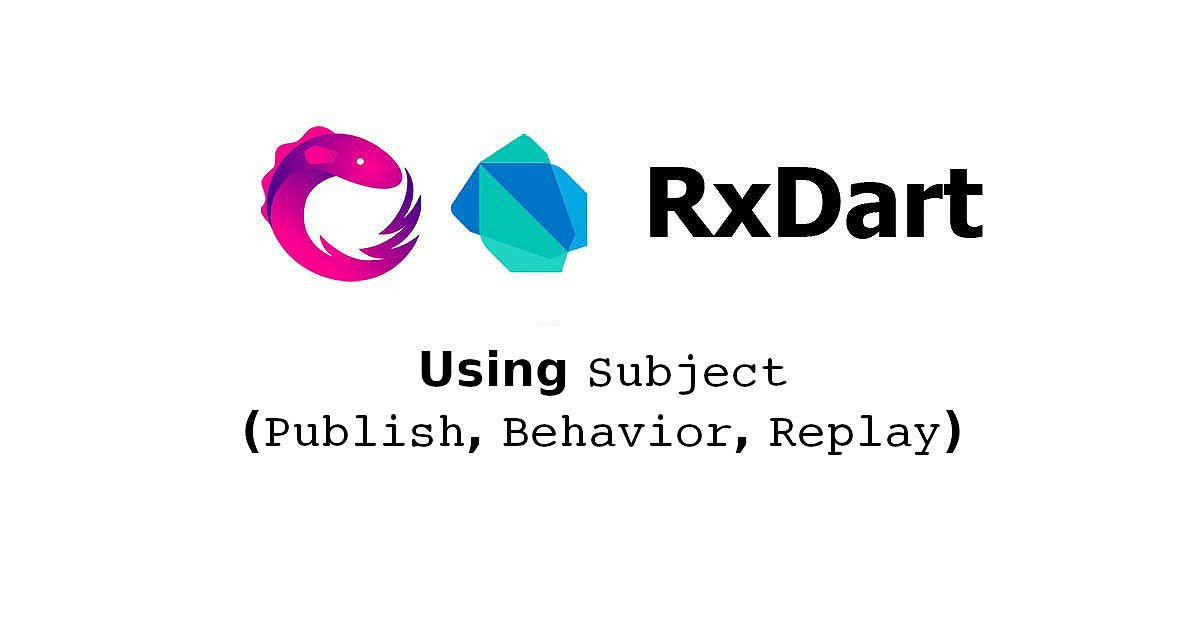 RxDart
Using Subject
(Publish, Behavior, Replay)